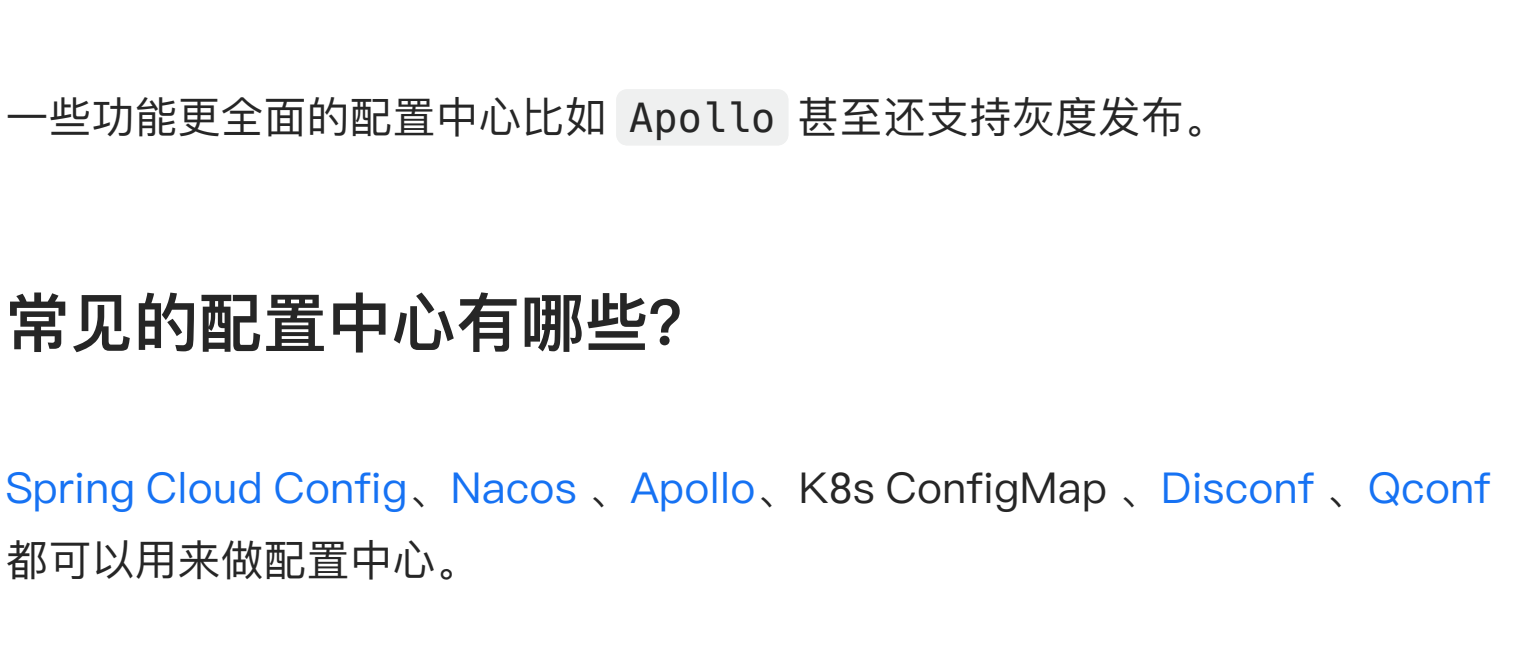 一些功能更全面的配置中心比如 Apollo 甚至还支持灰度发布。
常见的配置中心有哪些？
Spring Cloud Config、Nacos 、Apollo、K8s ConfigMap 、Disconf 、Qconf
都可以用来做配置中心。